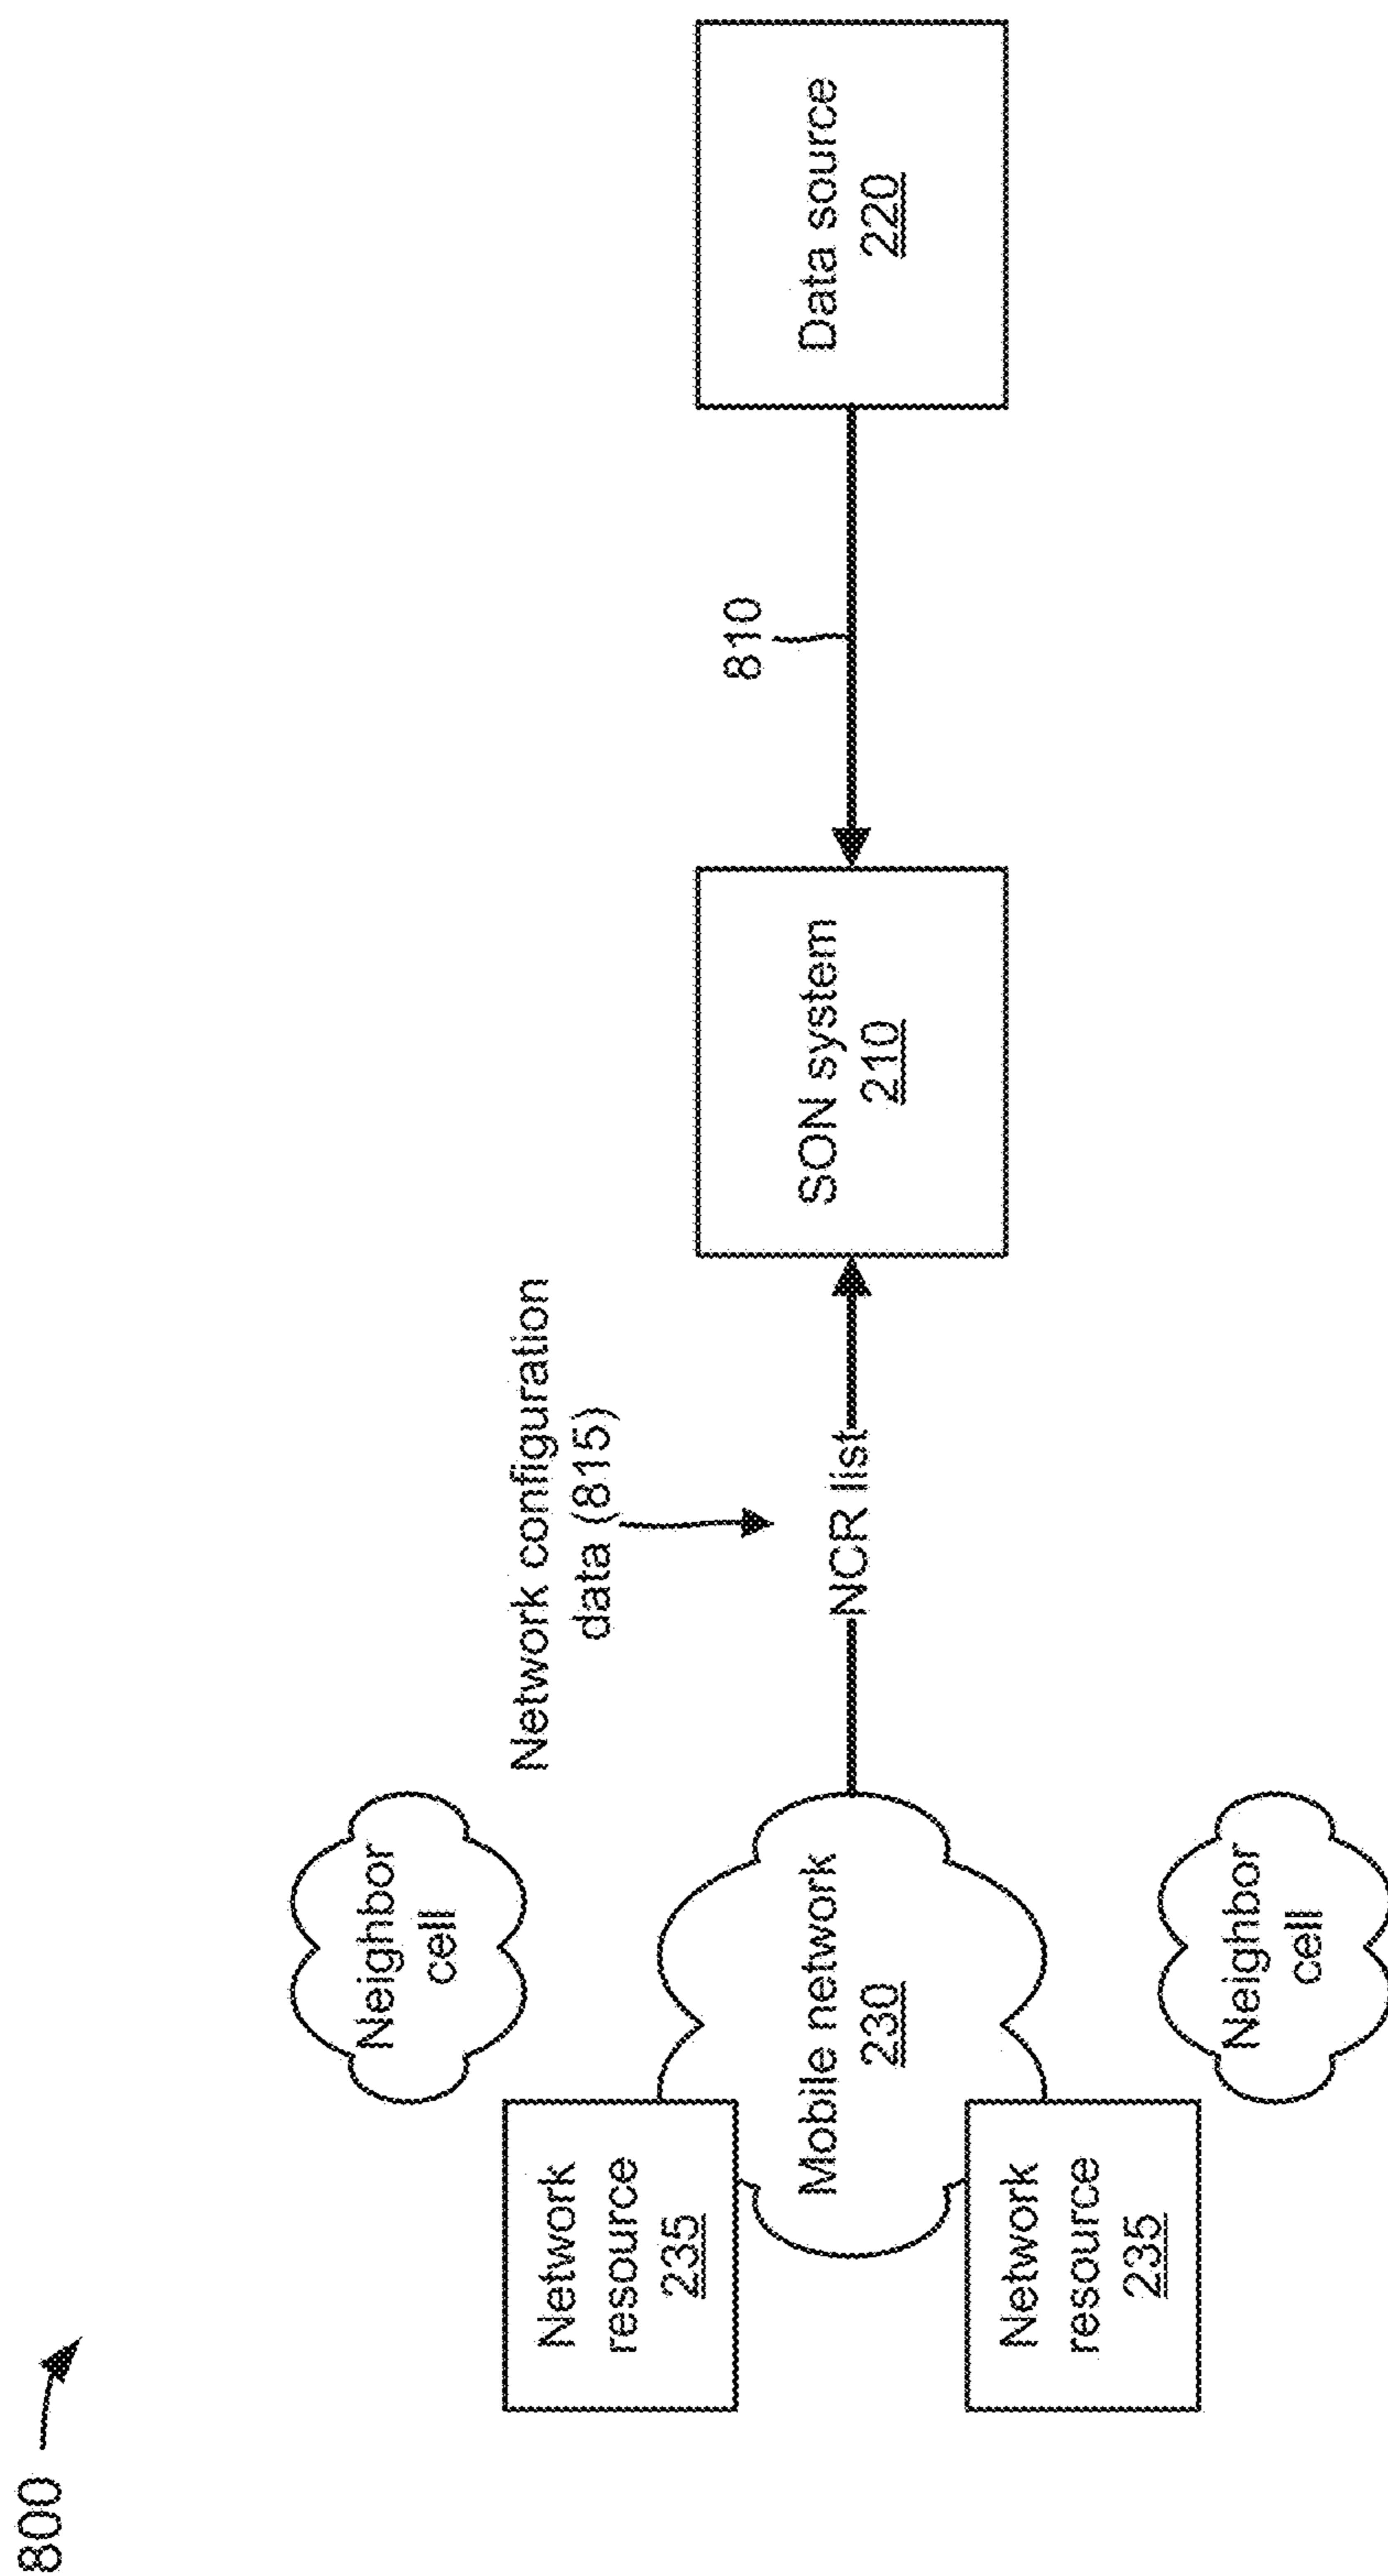 800
Neighbor
cell
Network
resource
235
Mobile network
230
Network
resource
235
Neighbor
cell
Network configuration
data (815)
NCR list
SON system
210
810
Data source
220